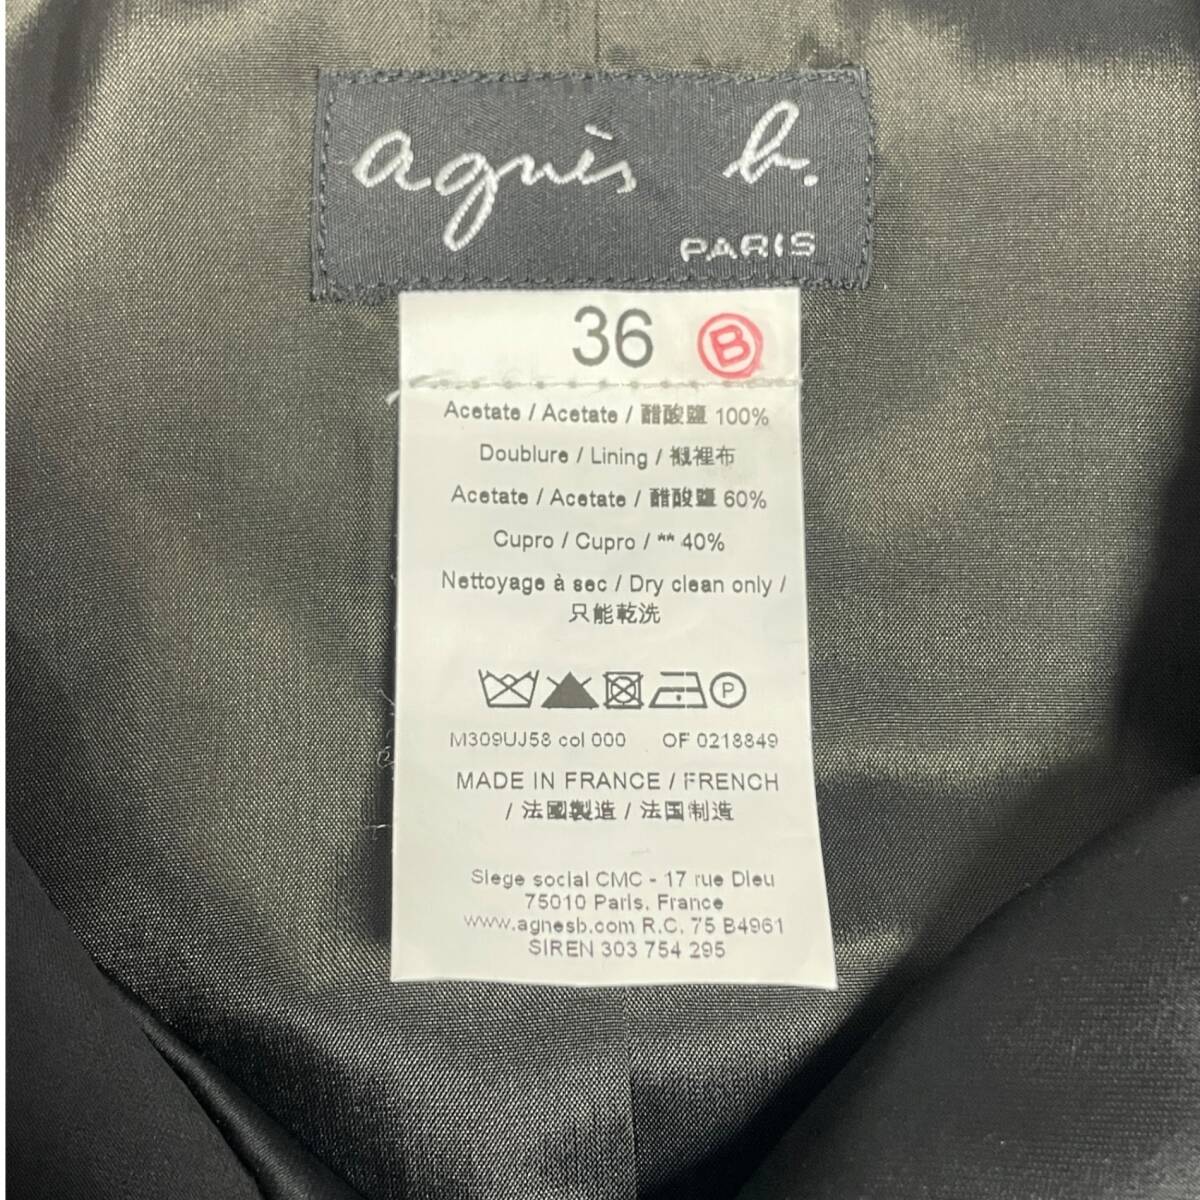 agnès b.
PARIS
36 B
Acetate / Acetate / 醋酸鹽 100%
Doublure / Lining / 襯裡布
Acetate / Acetate / 醋酸鹽 60%
Cupro / Cupro / ** 40%
Nettoyage à sec / Dry clean only /
只能乾洗
P
M309UJ58 col 000 OF 0218849
MADE IN FRANCE / FRENCH
/ 法國製造 / 法国制造
Siege social CMC - 17 rue Dieu
75010 Paris. France
www.agnesb.com R.C. 75 B4961
SIREN 303 754 295